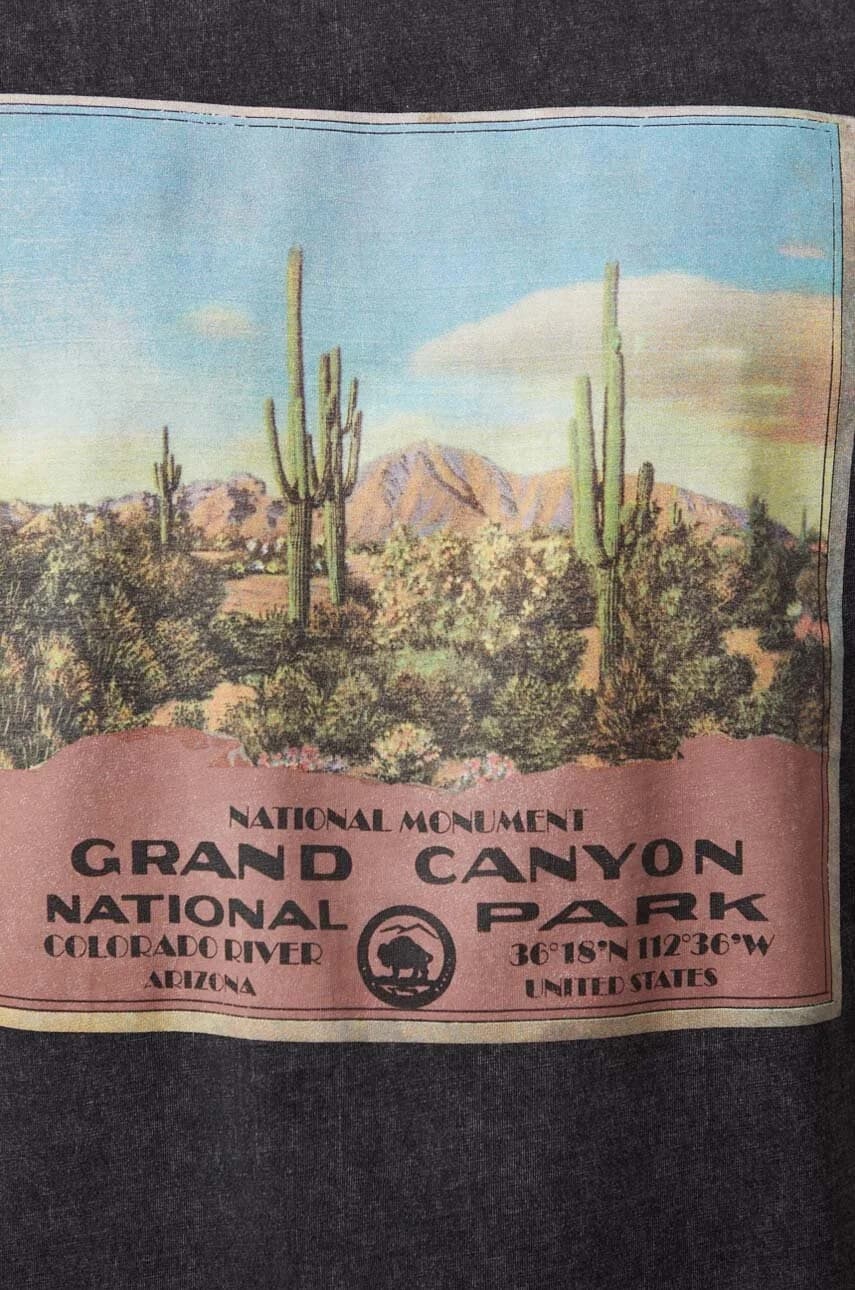 NATIONAL MONUMENT
GRAND CANYON
NATIONAL PARK
COLORADO RIVER 36°18'N 112°36'W
ARIZONA UNITED STATES